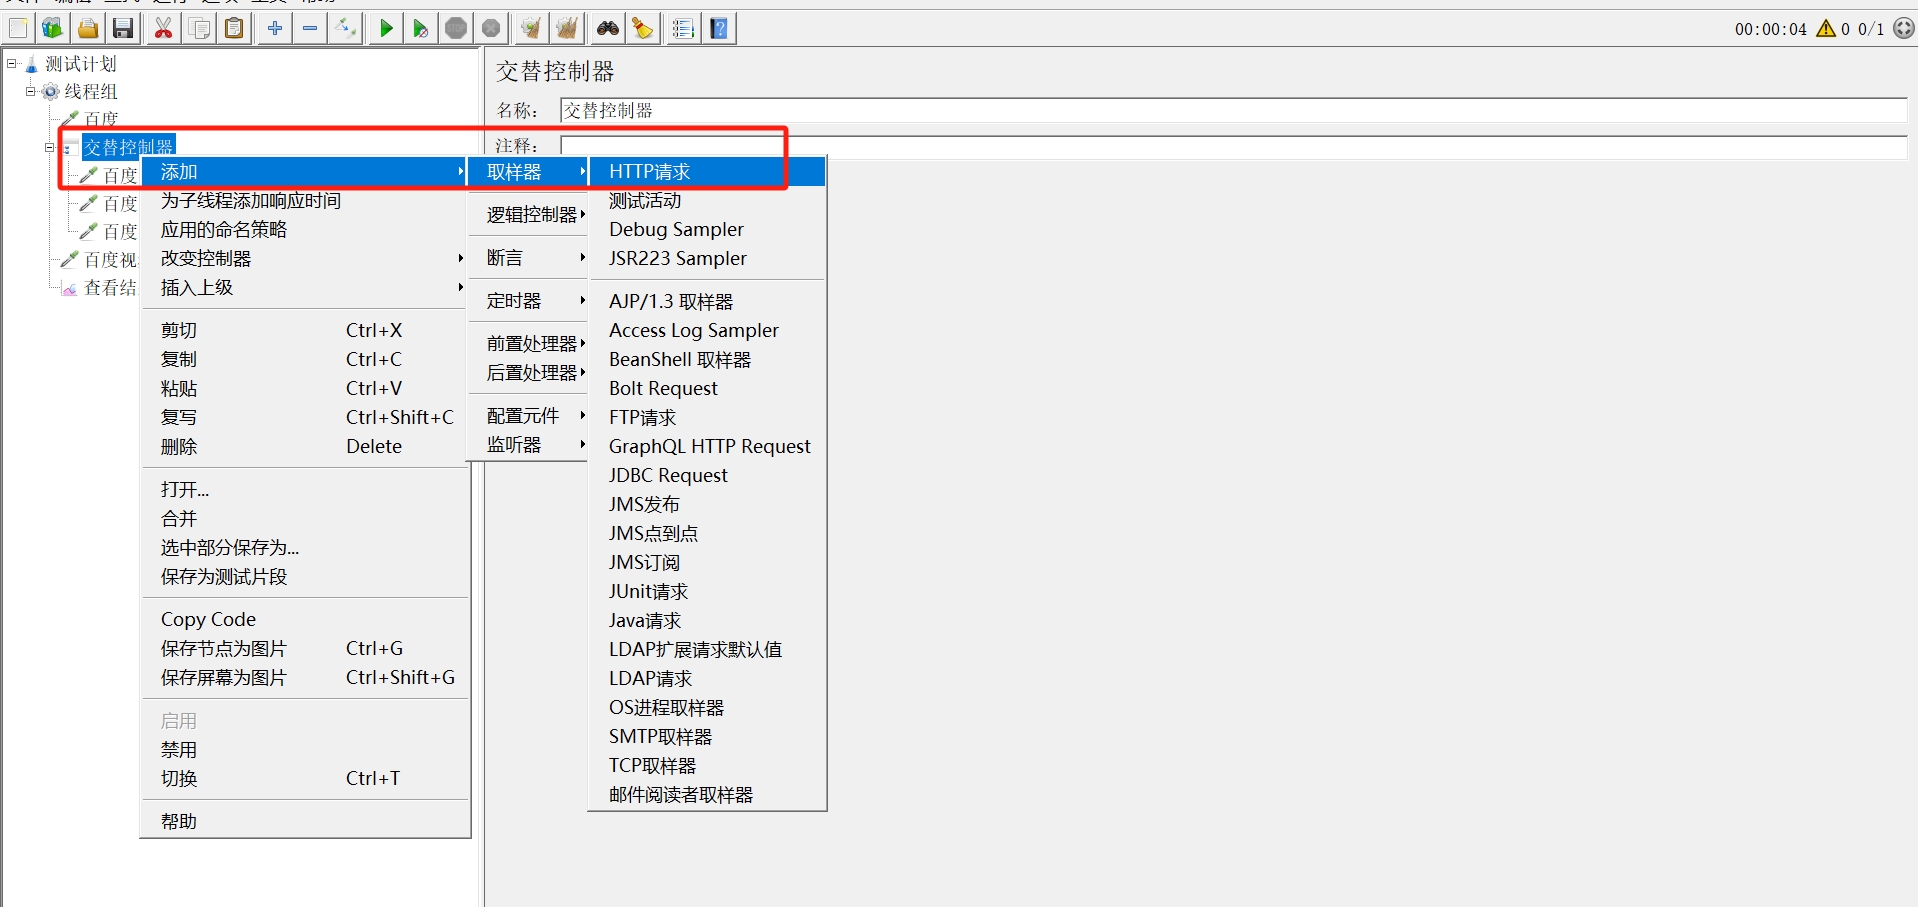 00:00:04 0 0/1
测试计划
线程组
百度
交替控制器
百度
百度
百度
百度视
查看结
交替控制器
名称： 交替控制器
注释：
添加
为子线程添加响应时间
应用的命名策略
改变控制器
插入上级
剪切 Ctrl+X
复制 Ctrl+C
粘贴 Ctrl+V
复写 Ctrl+Shift+C
删除 Delete
打开...
合并
选中部分保存为...
保存为测试片段
Copy Code
保存节点为图片 Ctrl+G
保存屏幕为图片 Ctrl+Shift+G
启用
禁用
切换 Ctrl+T
帮助
取样器
逻辑控制器
断言
定时器
前置处理器
后置处理器
配置元件
监听器
HTTP请求
测试活动
Debug Sampler
JSR223 Sampler
AJP/1.3 取样器
Access Log Sampler
BeanShell 取样器
Bolt Request
FTP请求
GraphQL HTTP Request
JDBC Request
JMS发布
JMS点到点
JMS订阅
JUnit请求
Java请求
LDAP扩展请求默认值
LDAP请求
OS进程取样器
SMTP取样器
TCP取样器
邮件阅读者取样器